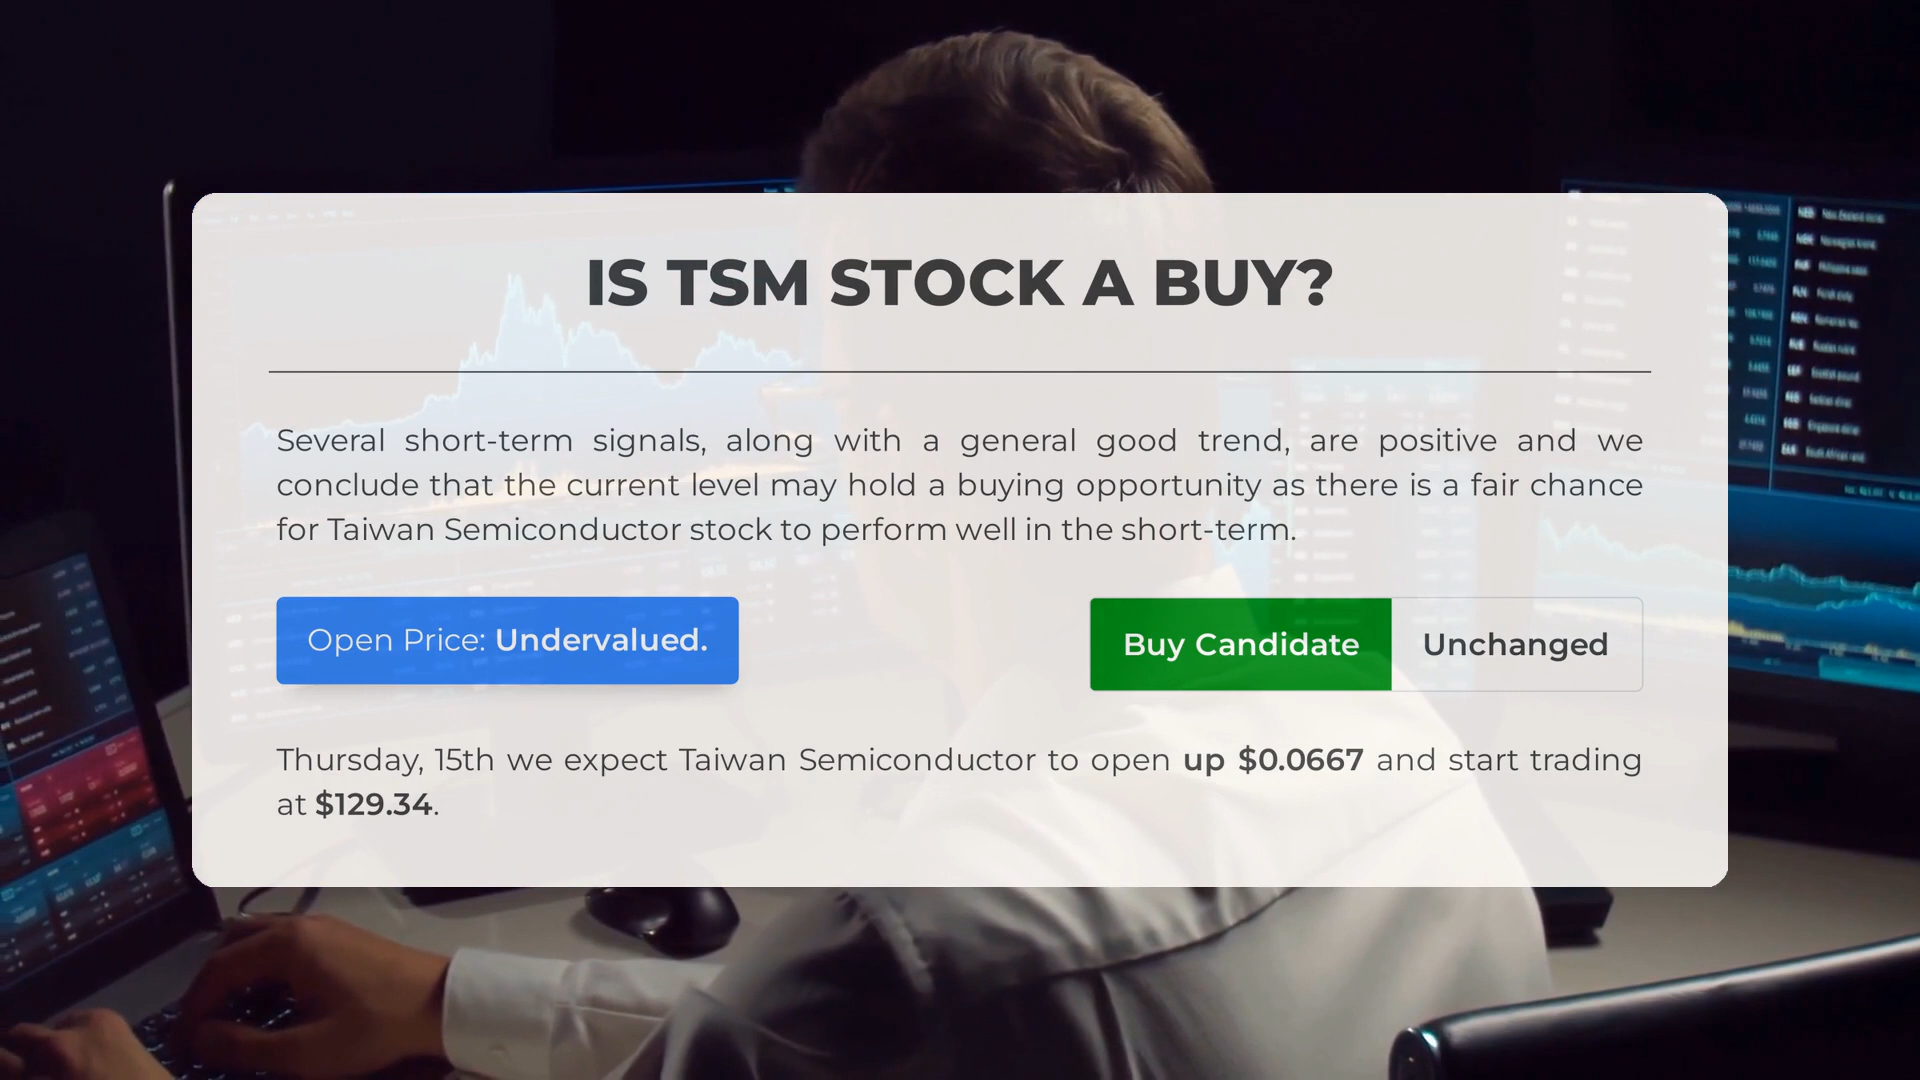 IS TSM STOCK A BUY?
Several short-term signals, along with a general good trend, are positive and we
conclude that the current level may hold a buying opportunity as there is a fair chance
for Taiwan Semiconductor stock to perform well in the short-term.
Open Price: Undervalued.
Buy Candidate Unchanged
Thursday, 15th we expect Taiwan Semiconductor to open up $0.0667 and start trading
at $129.34.